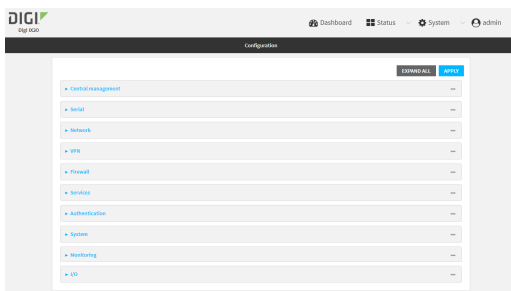 DIGI
Digi IX20
Dashboard
Status
System
admin
Configuration
EXPAND ALL
APPLY
Central management
Serial
Network
VPN
Firewall
Services
Authentication
System
Monitoring
I/O